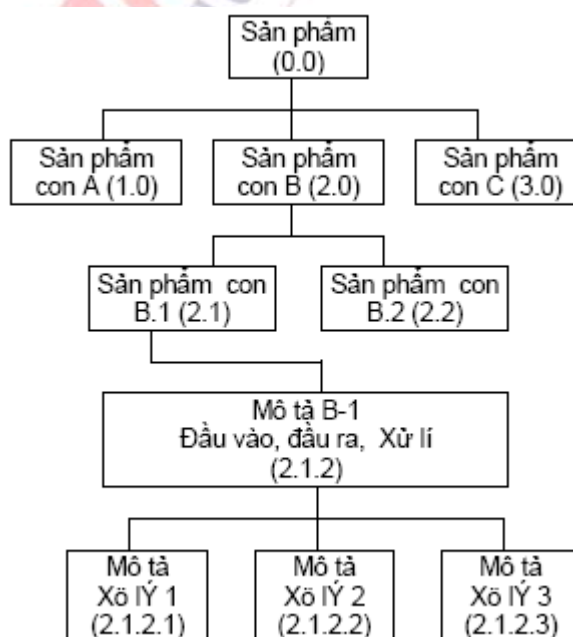 Sản phẩm
(0.0)
Sản phẩm
con A (1.0)
Sản phẩm
con B (2.0)
Sản phẩm
con C (3.0)
Sản phẩm con
B.1 (2.1)
Sản phẩm con
B.2 (2.2)
Mô tả B-1
Đầu vào, đầu ra, Xử lí
(2.1.2)
Mô tả
Xö lÝ 1
(2.1.2.1)
Mô tả
Xö lÝ 2
(2.1.2.2)
Mô tả
Xö lÝ 3
(2.1.2.3)